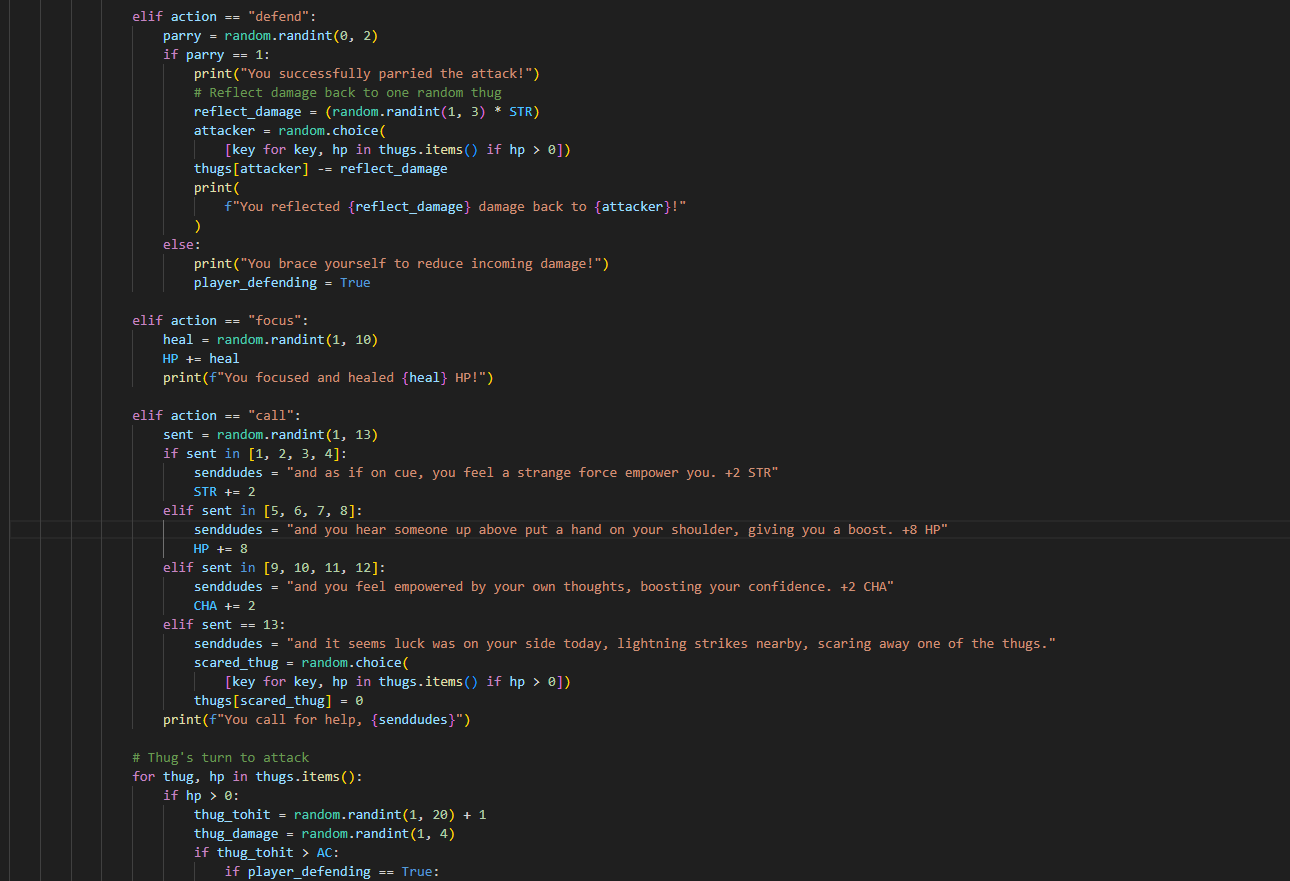 elif action == "defend":
    parry = random.randint(0, 2)
    if parry == 1:
        print("You successfully parried the attack!")
        # Reflect damage back to one random thug
        reflect_damage = (random.randint(1, 3) * STR)
        attacker = random.choice(
            [key for key, hp in thugs.items() if hp > 0])
        thugs[attacker] -= reflect_damage
        print(
            f"You reflected {reflect_damage} damage back to {attacker}!"
        )
    else:
        print("You brace yourself to reduce incoming damage!")
        player_defending = True

elif action == "focus":
    heal = random.randint(1, 10)
    HP += heal
    print(f"You focused and healed {heal} HP!")

elif action == "call":
    sent = random.randint(1, 13)
    if sent in [1, 2, 3, 4]:
        senddudes = "and as if on cue, you feel a strange force empower you. +2 STR"
        STR += 2
    elif sent in [5, 6, 7, 8]:
        senddudes = "and you hear someone up above put a hand on your shoulder, giving you a boost. +8 HP"
        HP += 8
    elif sent in [9, 10, 11, 12]:
        senddudes = "and you feel empowered by your own thoughts, boosting your confidence. +2 CHA"
        CHA += 2
    elif sent == 13:
        senddudes = "and it seems luck was on your side today, lightning strikes nearby, scaring away one of the thugs."
        scared_thug = random.choice(
            [key for key, hp in thugs.items() if hp > 0])
        thugs[scared_thug] = 0
    print(f"You call for help, {senddudes}")

# Thug's turn to attack
for thug, hp in thugs.items():
    if hp > 0:
        thug_tohit = random.randint(1, 20) + 1
        thug_damage = random.randint(1, 4)
        if thug_tohit > AC:
            if player_defending == True: